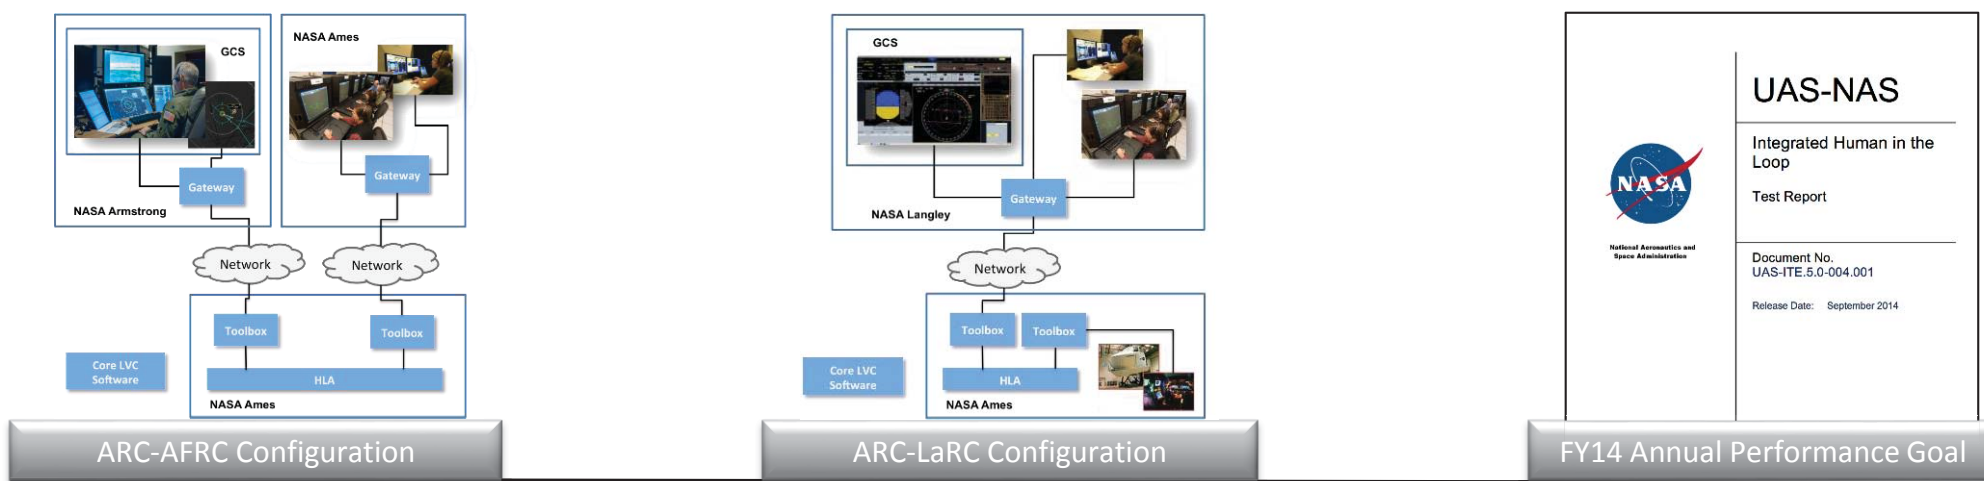 GCS
NASA Ames
Gateway
Gateway
NASA Armstrong
Network
Network
Toolbox
Toolbox
Core LVC
Software
HLA
NASA Ames
ARC-AFRC Configuration
GCS
Gateway
NASA Langley
Network
Toolbox
Toolbox
Core LVC
Software
HLA
NASA Ames
ARC-LaRC Configuration
UAS-NAS
Integrated Human in the
Loop
Test Report
NASA
National Aeronautics and
Space Administration
Document No.
UAS-ITE.5.0-004.001
Release Date: September 2014
FY14 Annual Performance Goal